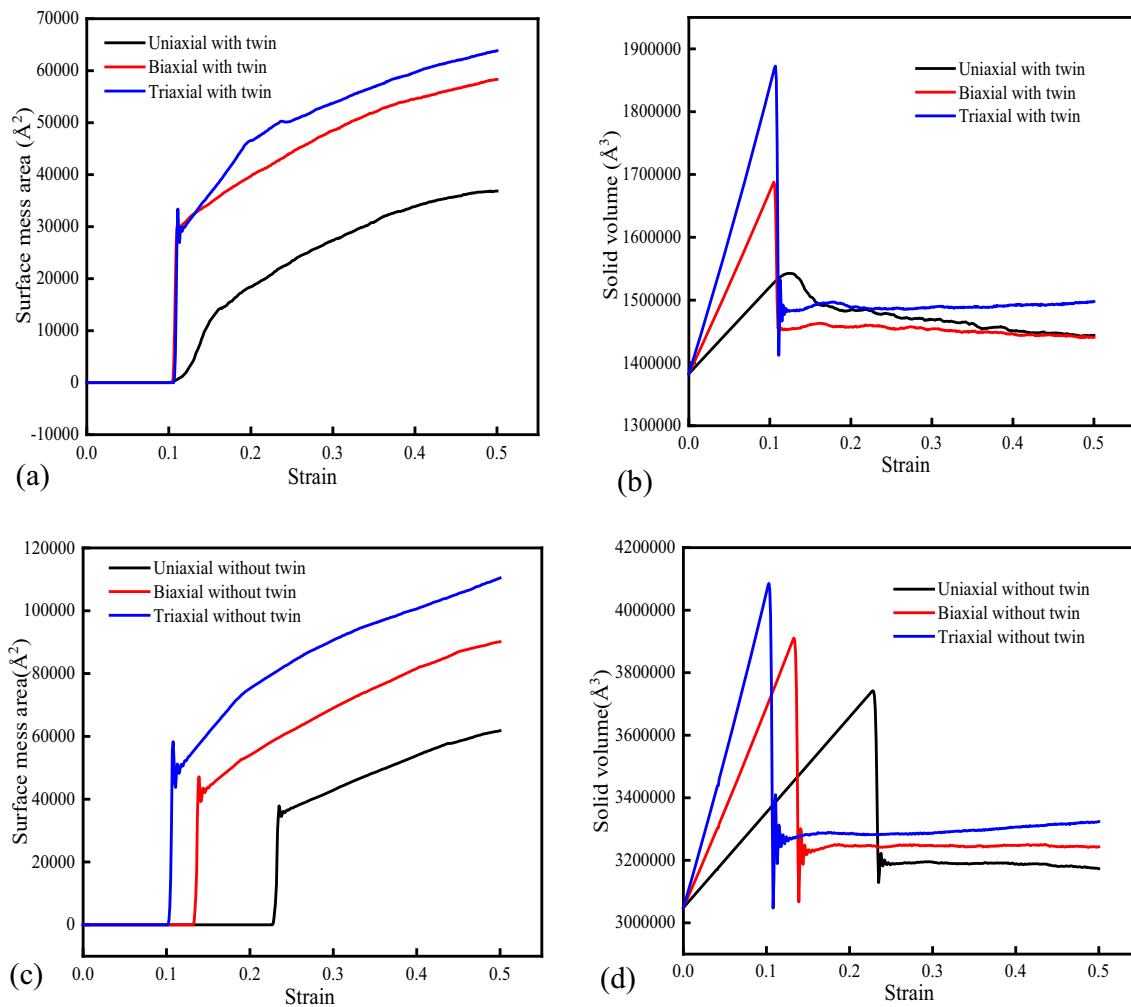 70000
60000
50000
40000
30000
20000
10000
0
-10000
Surface mess area (Å²)
Uniaxial with twin
Biaxial with twin
Triaxial with twin
0.0 0.1 0.2 0.3 0.4 0.5
Strain
(a)
1900000
1800000
1700000
1600000
1500000
1400000
1300000
Solid volume (Å³)
Uniaxial with twin
Biaxial with twin
Triaxial with twin
0.0 0.1 0.2 0.3 0.4 0.5
Strain
(b)
120000
100000
80000
60000
40000
20000
0
Surface mess area(Å²)
Uniaxial without twin
Biaxial without twin
Triaxial without twin
0.0 0.1 0.2 0.3 0.4 0.5
Strain
(c)
4200000
4000000
3800000
3600000
3400000
3200000
3000000
Solid volume(Å³)
Uniaxial without twin
Biaxial without twin
Triaxial without twin
0.0 0.1 0.2 0.3 0.4 0.5
Strain
(d)